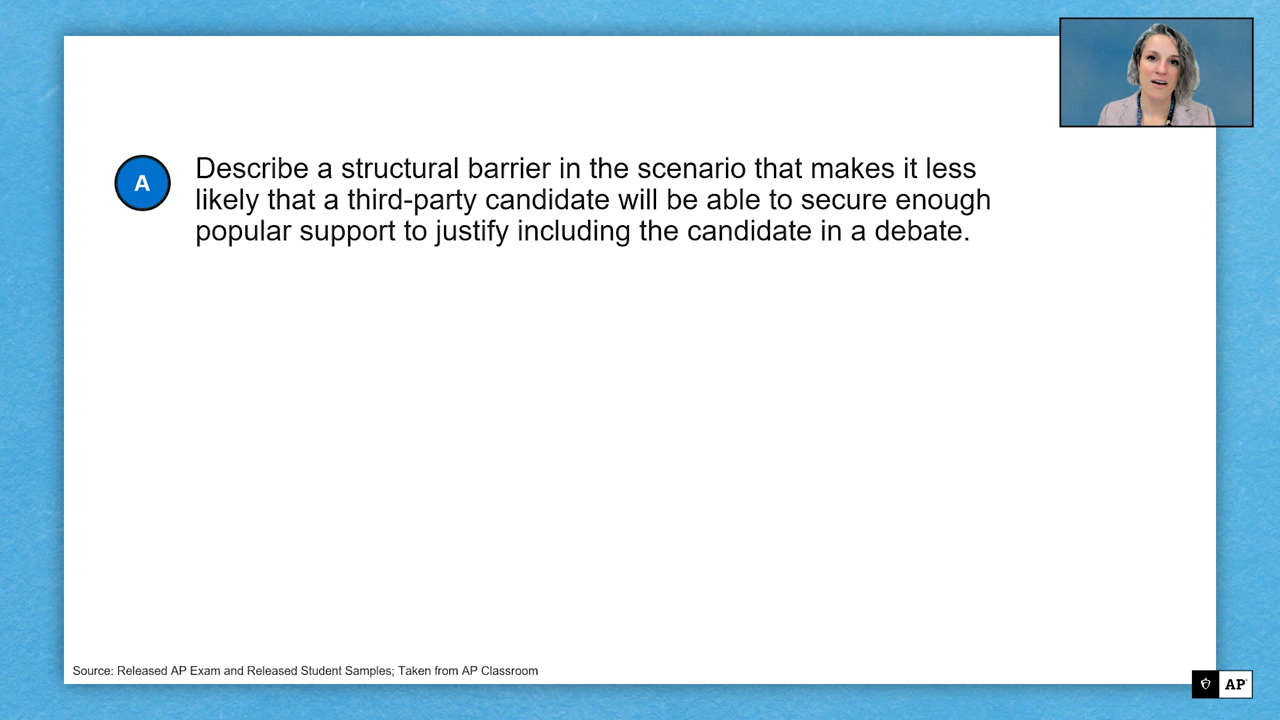 A
Describe a structural barrier in the scenario that makes it less
likely that a third-party candidate will be able to secure enough
popular support to justify including the candidate in a debate.
Source: Released AP Exam and Released Student Samples; Taken from AP Classroom
AP